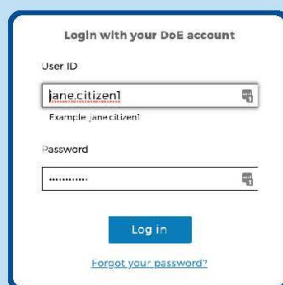 Login with your DoE account
User ID
jane.citizen1
Example: jane.citizen1
Password
............
Log in
Forgot your password?